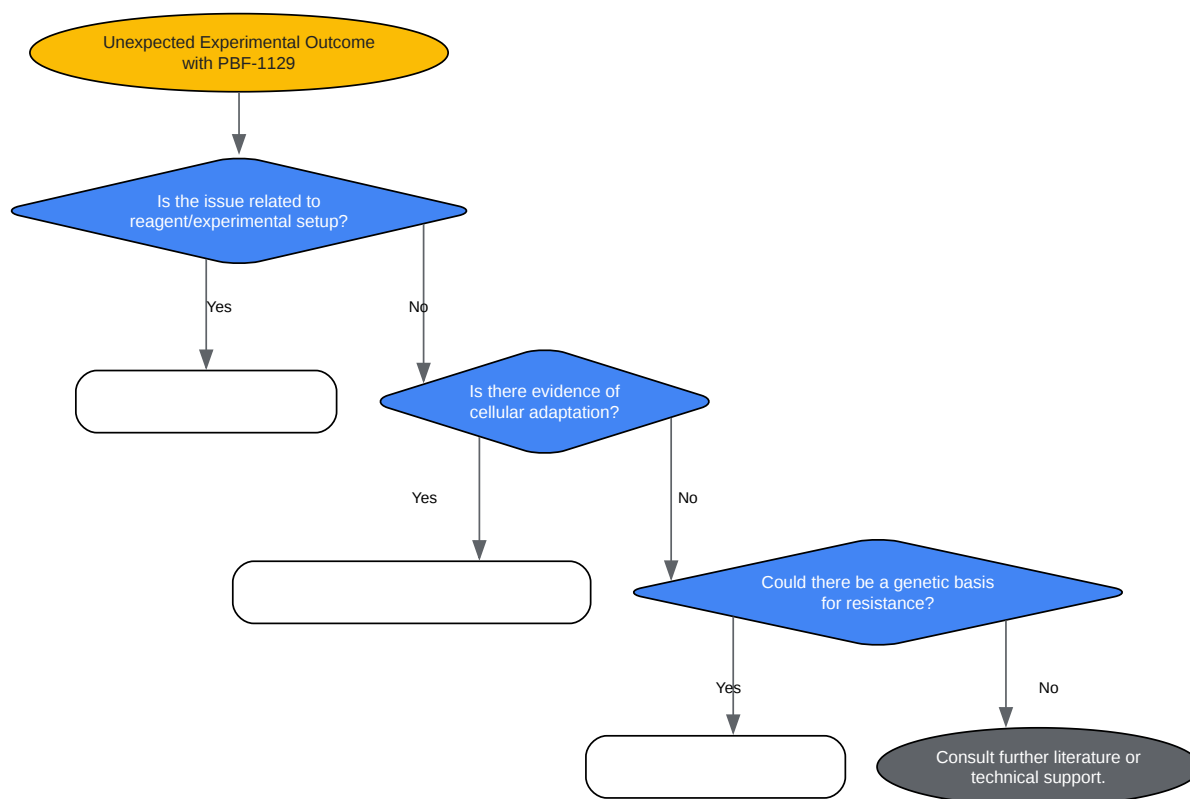 Unexpected Experimental Outcome
with PBF-1129
Is the issue related to
reagent/experimental setup?
Yes
No
Is there evidence of
cellular adaptation?
Yes
No
Could there be a genetic basis
for resistance?
Yes
No
Consult further literature or
technical support.